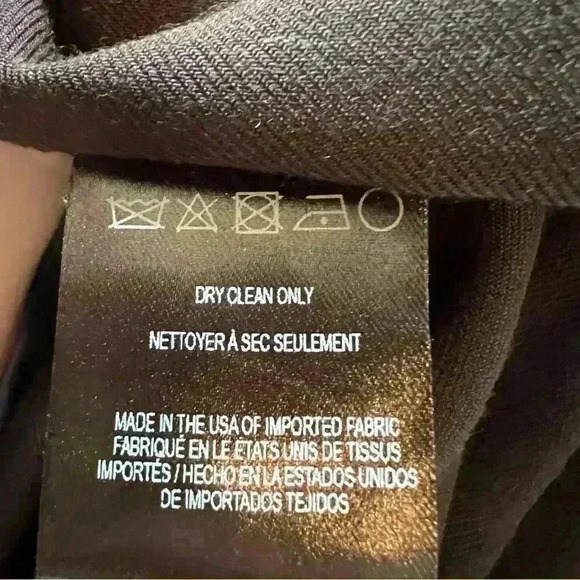 DRY CLEAN ONLY
NETTOYER À SEC SEULEMENT
MADE IN THE USA OF IMPORTED FABRIC
FABRIQUÉ EN LE ETATS UNIS DE TISSUS
IMPORTÉS / HECHO EN LA ESTADOS UNIDOS
DE IMPORTADOS TEJIDOS